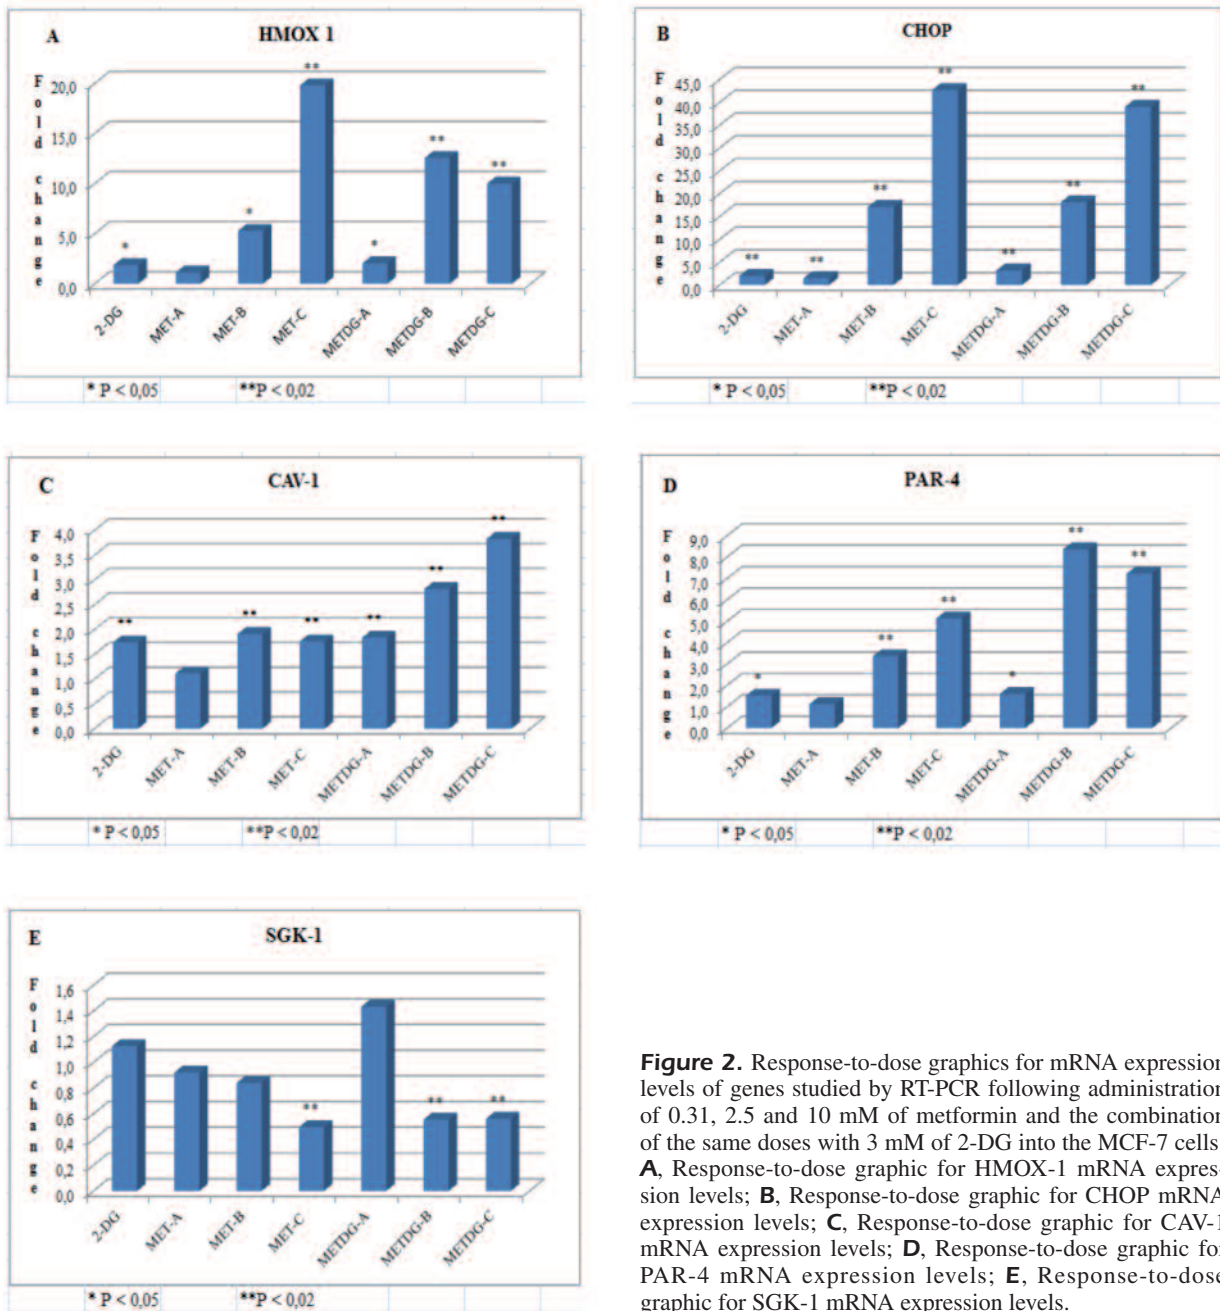 A
HMOX 1
Fold change
20,0
15,0
10,0
5,0
0,0
* ** * * ** **
2-DG MET-A MET-B MET-C METDG-A METDG-B METDG-C
* P < 0,05 **P < 0,02
B
CHOP
Fold change
45,0
40,0
35,0
30,0
25,0
20,0
15,0
10,0
5,0
0,0
** ** ** ** ** ** **
2-DG MET-A MET-B MET-C METDG-A METDG-B METDG-C
* P < 0,05 **P < 0,02
C
CAV-1
Fold change
4,0
3,5
3,0
2,5
2,0
1,5
1,0
0,5
0,0
** ** ** ** ** **
2-DG MET-A MET-B MET-C METDG-A METDG-B METDG-C
* P < 0,05 **P < 0,02
D
PAR-4
Fold change
9,0
8,0
7,0
6,0
5,0
4,0
3,0
2,0
1,0
0,0
* ** ** * ** **
2-DG MET-A MET-B MET-C METDG-A METDG-B METDG-C
* P < 0,05 **P < 0,02
E
SGK-1
Fold change
1,6
1,4
1,2
1,0
0,8
0,6
0,4
0,2
0,0
** ** **
2-DG MET-A MET-B MET-C METDG-A METDG-B METDG-C
* P < 0,05 **P < 0,02
Figure 2. Response-to-dose graphics for mRNA expression
levels of genes studied by RT-PCR following administration
of 0.31, 2.5 and 10 mM of metformin and the combination
of the same doses with 3 mM of 2-DG into the MCF-7 cells
A, Response-to-dose graphic for HMOX-1 mRNA expres-
sion levels; B, Response-to-dose graphic for CHOP mRNA
expression levels; C, Response-to-dose graphic for CAV-1
mRNA expression levels; D, Response-to-dose graphic for
PAR-4 mRNA expression levels; E, Response-to-dose
graphic for SGK-1 mRNA expression levels.